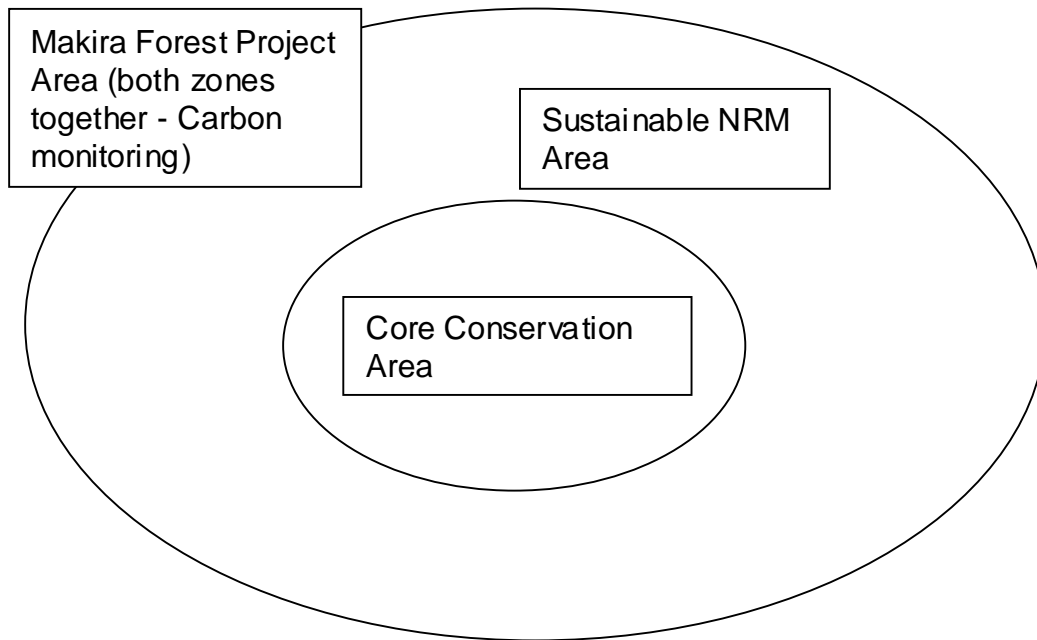 Makira Forest Project
Area (both zones
together - Carbon
monitoring)
Sustainable NRM
Area
Core Conservation
Area